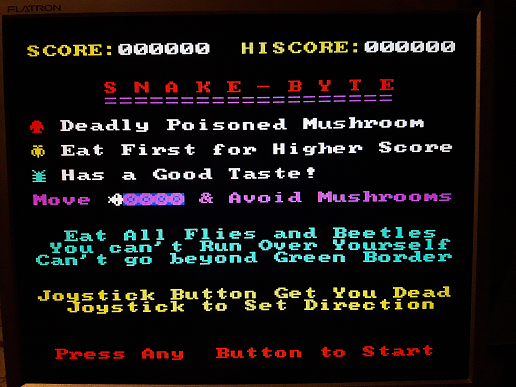 FLATRON
SCORE:000000 HISCORE:000000
SNAKE-BYTE
Deadly Poisoned Mushroom
Eat First for Higher Score
Has a Good Taste!
Move & Avoid Mushrooms
Eat All Flies and Beetles
You can't Run Over Yourself
Can't go beyond Green Border
Joystick Button Get You Dead
Joystick to Set Direction
Press Any Button to Start